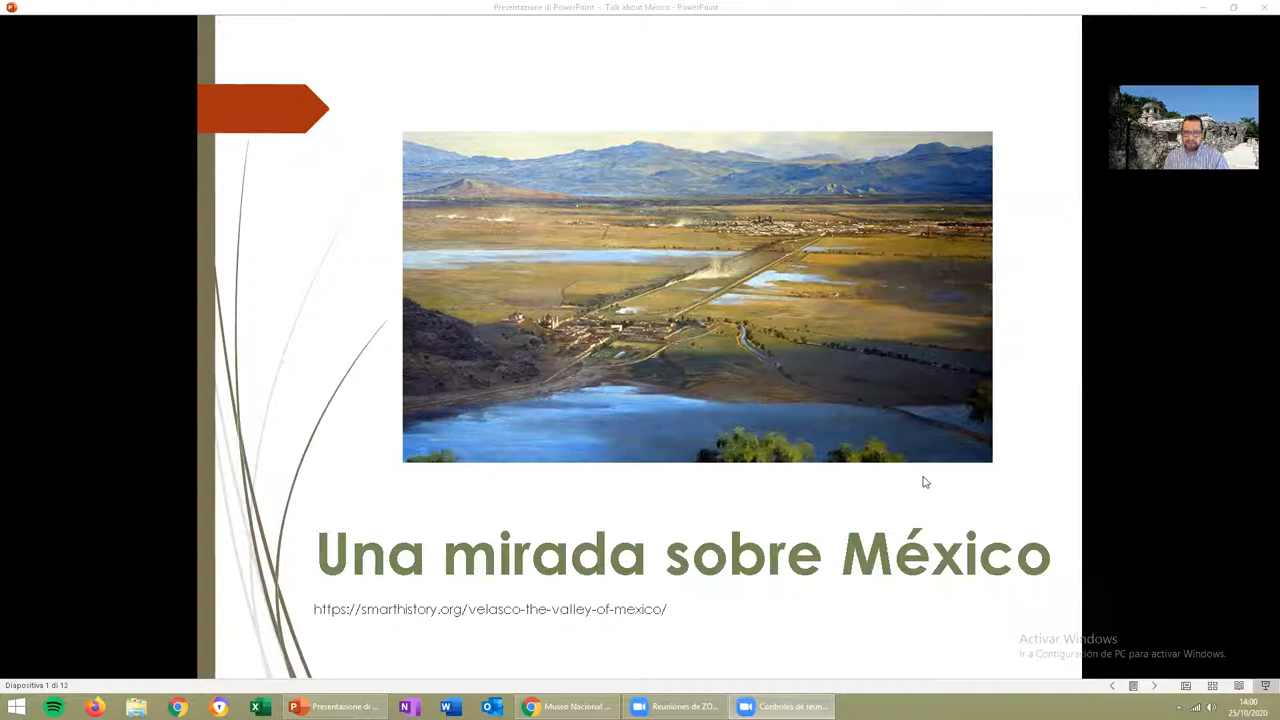 Presentazione di PowerPoint - Talk about México - PowerPoint
Una mirada sobre México
https://smarthistory.org/velasco-the-valley-of-mexico/
Activar Windows
Ir a Configuración de PC para activar Windows.
Diapositiva 1 di 12
Presentazione di ...
Museo Nacional ...
Reuniones de ZO...
Controles de reun...
14:00
25/10/2020